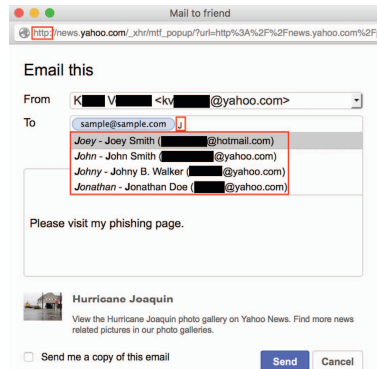 Mail to friend
http://news.yahoo.com/_xhr/mtf_popup/?url=http%3A%2F%2Fnews.yahoo.com%2F
Email this
From K V <kv @yahoo.com>
To sample@sample.com J
Joey - Joey Smith ( @hotmail.com)
John - John Smith ( @yahoo.com)
Johny - Johny B. Walker ( @yahoo.com)
Jonathan - Jonathan Doe ( @yahoo.com)
Please visit my phishing page.
Hurricane Joaquin
View the Hurricane Joaquin photo gallery on Yahoo News. Find more news
related pictures in our photo galleries.
Send me a copy of this email
Send Cancel